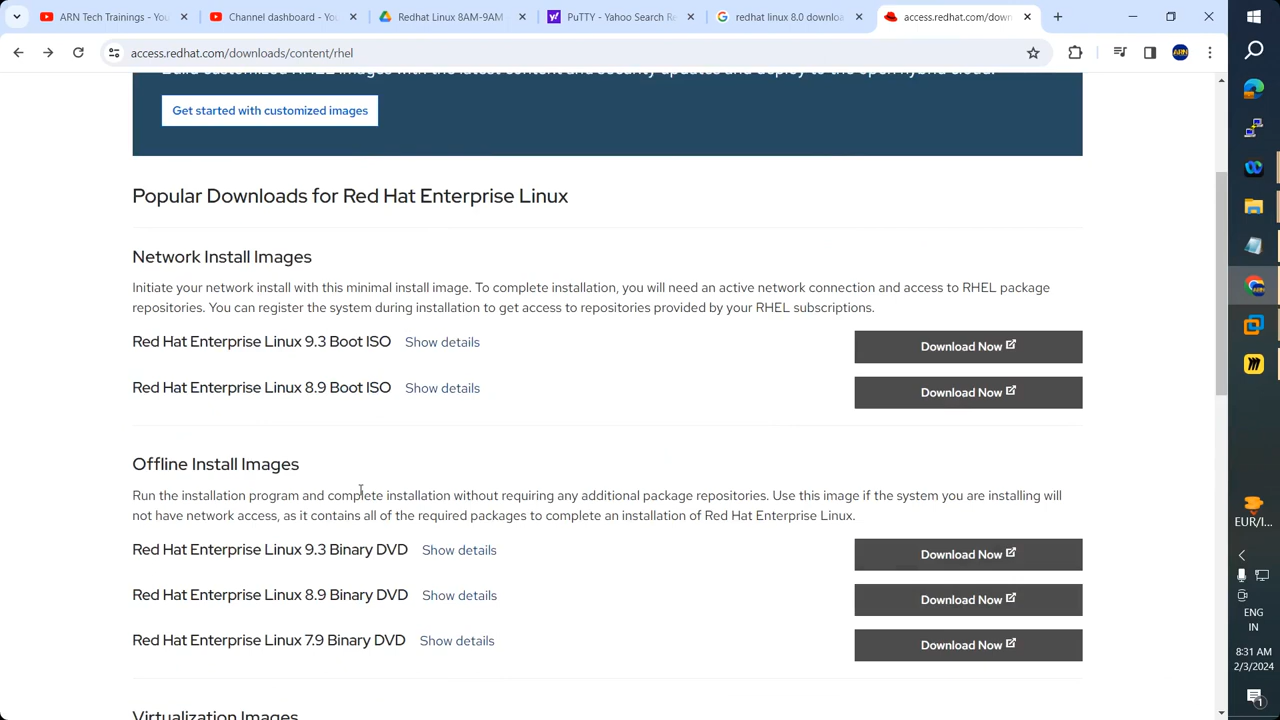 ARN Tech Trainings - You
Channel dashboard - You
Redhat Linux 8AM-9AM
PuTTY - Yahoo Search Re
redhat linux 8.0 downloa
access.redhat.com/down
access.redhat.com/downloads/content/rhel
Get started with customized images
Popular Downloads for Red Hat Enterprise Linux
Network Install Images
Initiate your network install with this minimal install image. To complete installation, you will need an active network connection and access to RHEL package
repositories. You can register the system during installation to get access to repositories provided by your RHEL subscriptions.
Red Hat Enterprise Linux 9.3 Boot ISO Show details Download Now
Red Hat Enterprise Linux 8.9 Boot ISO Show details Download Now
Offline Install Images
Run the installation program and complete installation without requiring any additional package repositories. Use this image if the system you are installing will
not have network access, as it contains all of the required packages to complete an installation of Red Hat Enterprise Linux.
Red Hat Enterprise Linux 9.3 Binary DVD Show details Download Now
Red Hat Enterprise Linux 8.9 Binary DVD Show details Download Now
Red Hat Enterprise Linux 7.9 Binary DVD Show details Download Now
Virtualization Images
EUR/I...
ENG
IN
8:31 AM
2/3/2024
1